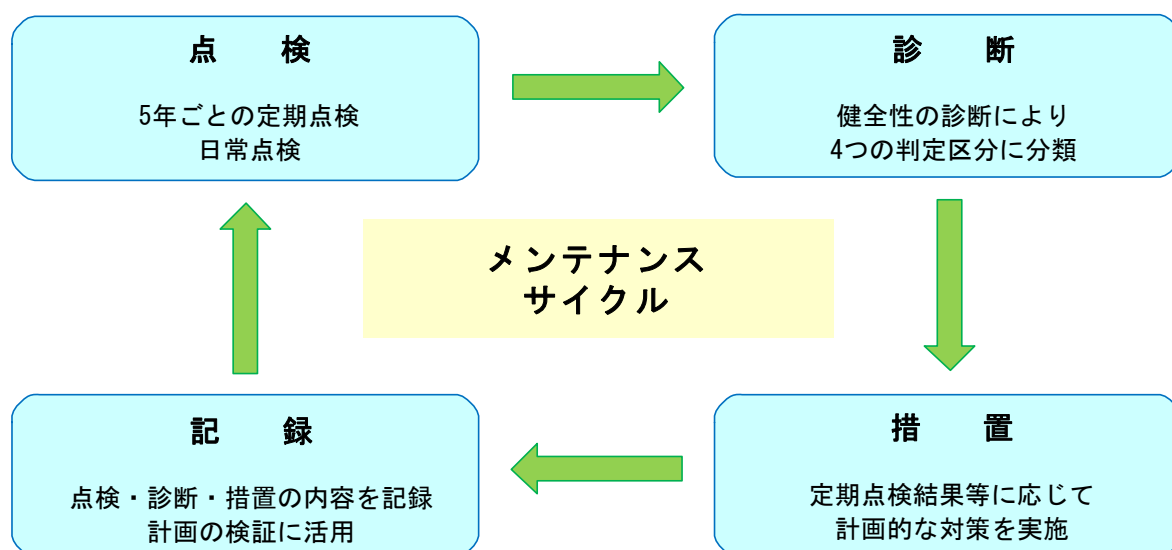 点　検
5年ごとの定期点検
日常点検
診　断
健全性の診断により
4つの判定区分に分類
メンテナンス
サイクル
記　録
点検・診断・措置の内容を記録
計画の検証に活用
措　置
定期点検結果等に応じて
計画的な対策を実施